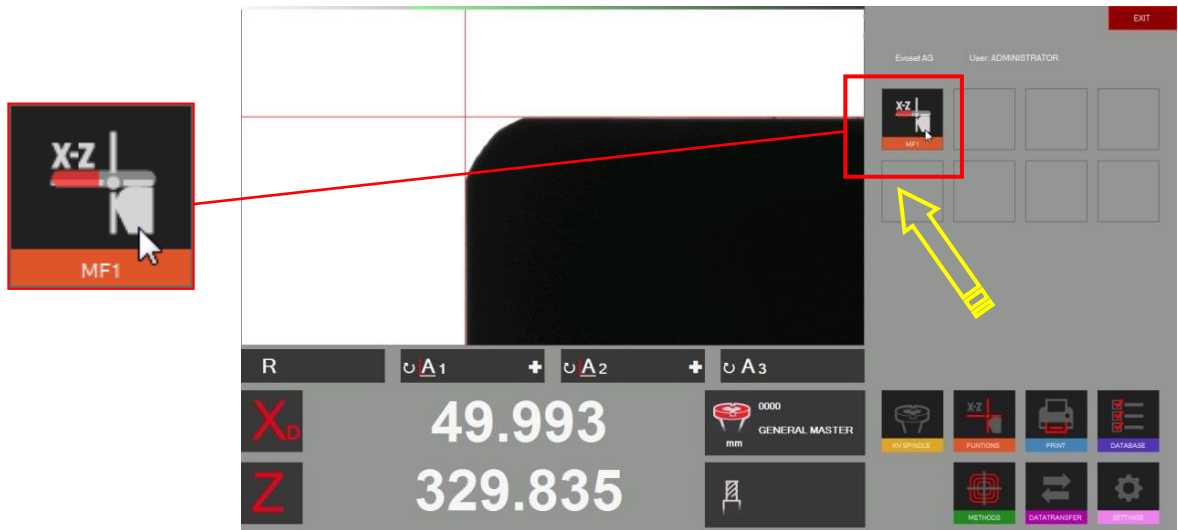 X-Z
MF1
EXIT
Evoset AG User: ADMINISTRATOR
X-Z
MF1
R
A1
A2
A3
XD 49.993
Z 329.835
0000
GENERAL MASTER
mm
KV SPINDLE
X-Z
FUNTIONS
PRINT
DATABASE
METHODS
DATATRANSFER
SETTINGS